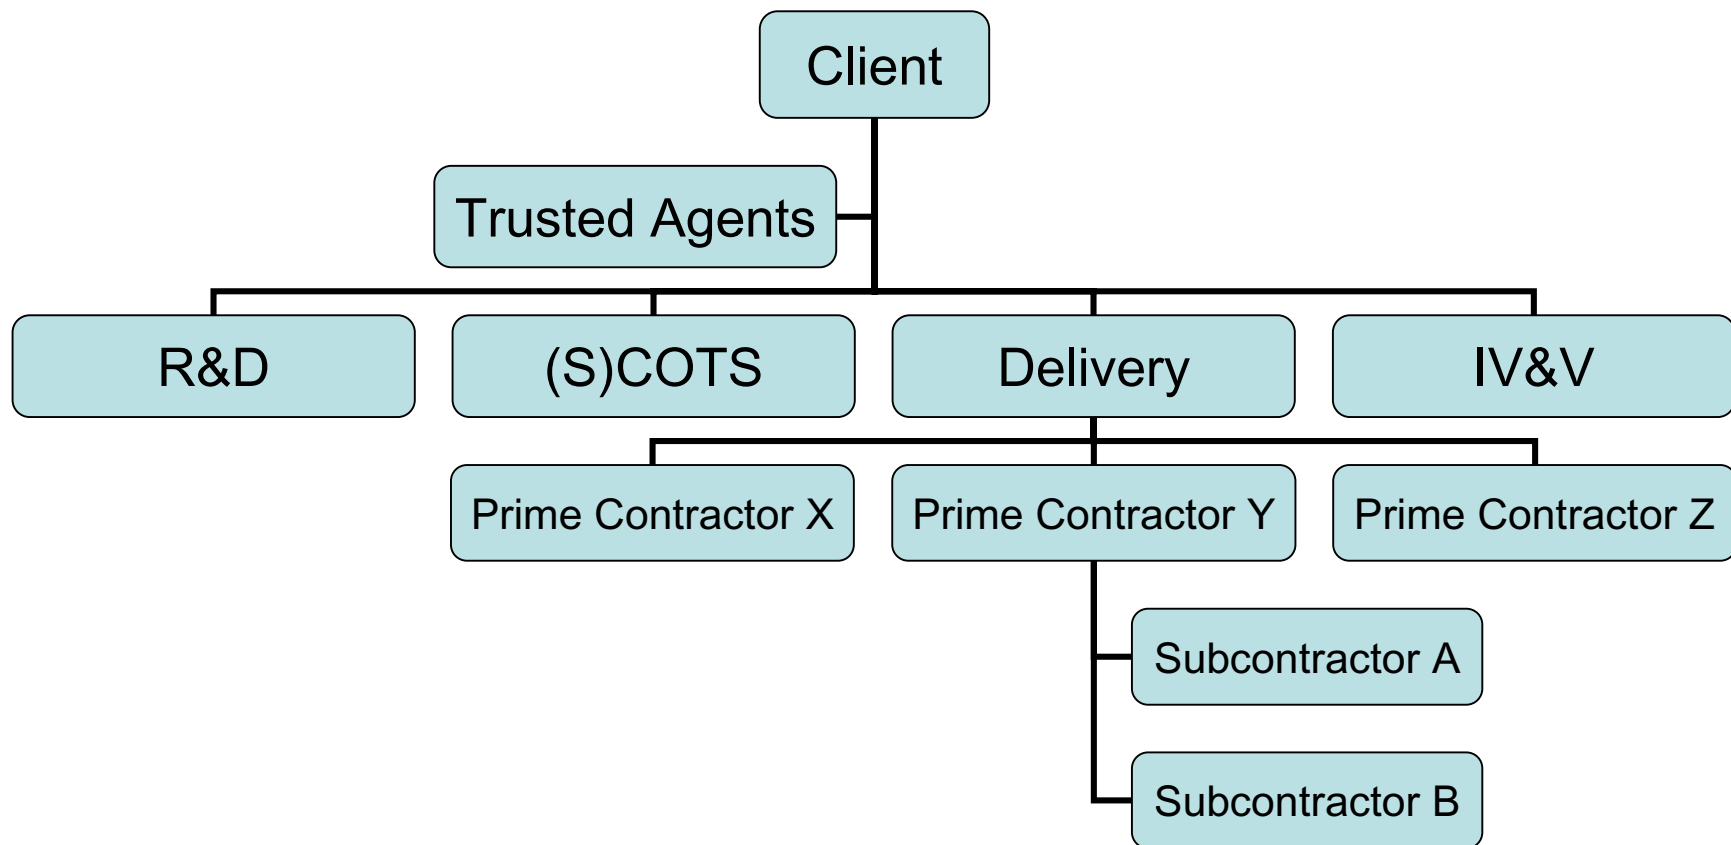 Client
Trusted Agents
R&D
(S)COTS
Delivery
IV&V
Prime Contractor X
Prime Contractor Y
Prime Contractor Z
Subcontractor A
Subcontractor B